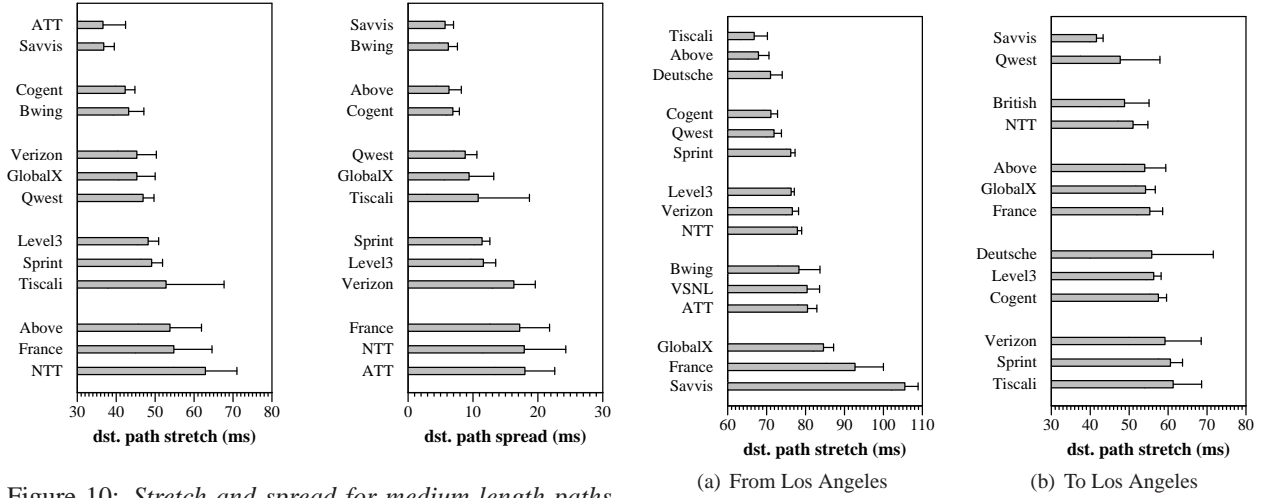 ATT
Savvis
Cogent
Bwing
Verizon
GlobalX
Qwest
Level3
Sprint
Tiscali
Above
France
NTT
30 40 50 60 70 80
dst. path stretch (ms)
Savvis
Bwing
Above
Cogent
Qwest
GlobalX
Tiscali
Sprint
Level3
Verizon
France
NTT
ATT
0 10 20 30
dst. path spread (ms)
Figure 10: Stretch and spread for medium length paths
Tiscali
Above
Deutsche
Cogent
Qwest
Sprint
Level3
Verizon
NTT
Bwing
VSNL
ATT
GlobalX
France
Savvis
60 70 80 90 100 110
dst. path stretch (ms)
(a) From Los Angeles
Savvis
Qwest
British
NTT
Above
GlobalX
France
Deutsche
Level3
Cogent
Verizon
Sprint
Tiscali
30 40 50 60 70 80
dst. path stretch (ms)
(b) To Los Angeles